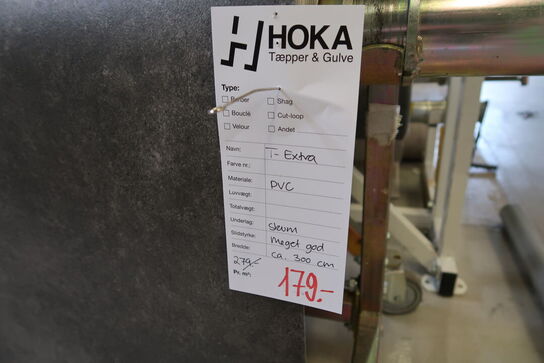 HOKA
Tæpper & Gulve
Type:
Berber Shag
Bouclé Cut-loop
Velour Andet
Navn: T-Extra
Farve nr.:
Materiale: PVC
Luvvægt:
Totalvægt:
Underlag: Skum
Slidstyrke: Meget god
Bredde: ca. 300 cm
279,-
Pr. m² 179.-